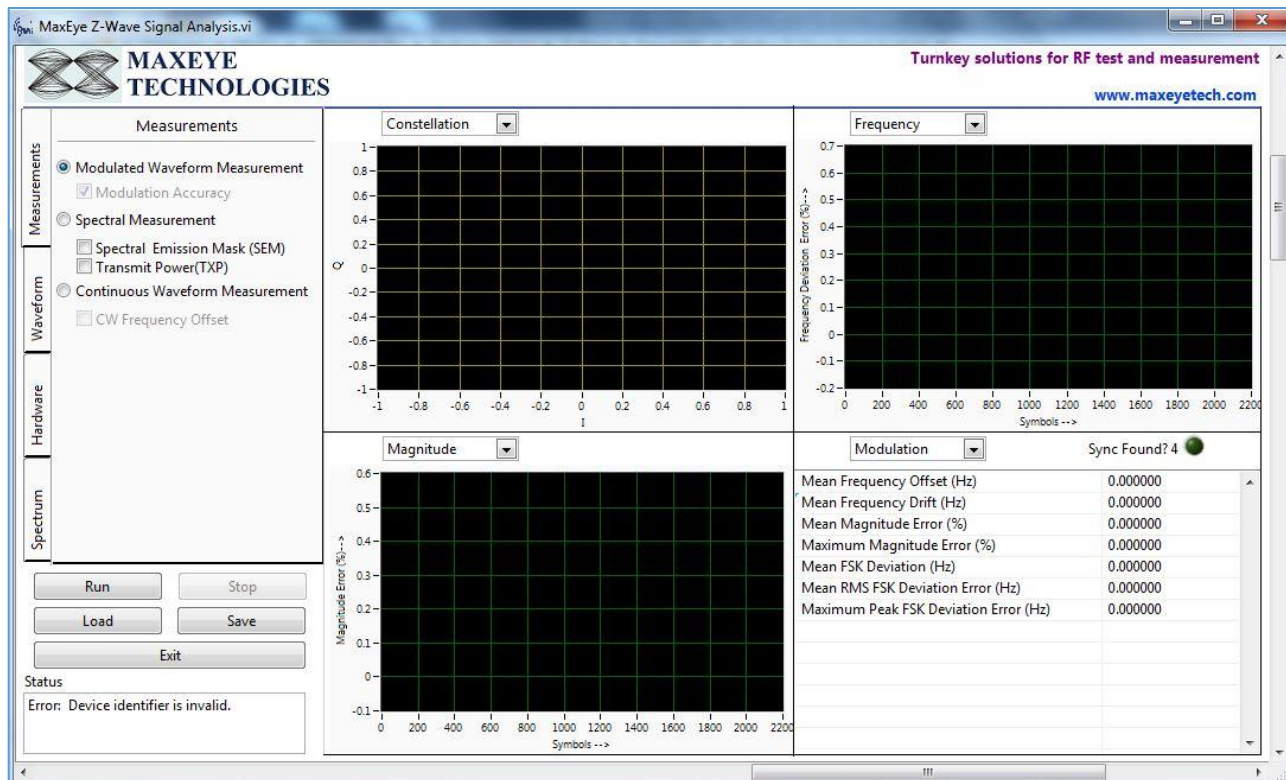 MaxEye Z-Wave Signal Analysis.vi
MAXEYE
TECHNOLOGIES
Turnkey solutions for RF test and measurement
www.maxeyetech.com
Measurements
Waveform
Hardware
Spectrum
Measurements
Modulated Waveform Measurement
Modulation Accuracy
Spectral Measurement
Spectral Emission Mask (SEM)
Transmit Power(TXP)
Continuous Waveform Measurement
CW Frequency Offset
Run
Stop
Load
Save
Exit
Status
Error: Device identifier is invalid.
Constellation
1
0.8
0.6
0.4
0.2
0
-0.2
-0.4
-0.6
-0.8
-1
Q
-1 -0.8 -0.6 -0.4 -0.2 0 0.2 0.4 0.6 0.8 1
I
Frequency
Frequency Deviation Error (%)-->
0.7
0.6
0.5
0.4
0.3
0.2
0.1
0
-0.1
-0.2
0 200 400 600 800 1000 1200 1400 1600 1800 2000 2200
Symbols -->
Magnitude
Magnitude Error (%)-->
0.6
0.5
0.4
0.3
0.2
0.1
0
-0.1
0 200 400 600 800 1000 1200 1400 1600 1800 2000 2200
Symbols -->
Modulation
Sync Found? 4
Mean Frequency Offset (Hz) 0.000000
Mean Frequency Drift (Hz) 0.000000
Mean Magnitude Error (%) 0.000000
Maximum Magnitude Error (%) 0.000000
Mean FSK Deviation (Hz) 0.000000
Mean RMS FSK Deviation Error (Hz) 0.000000
Maximum Peak FSK Deviation Error (Hz) 0.000000